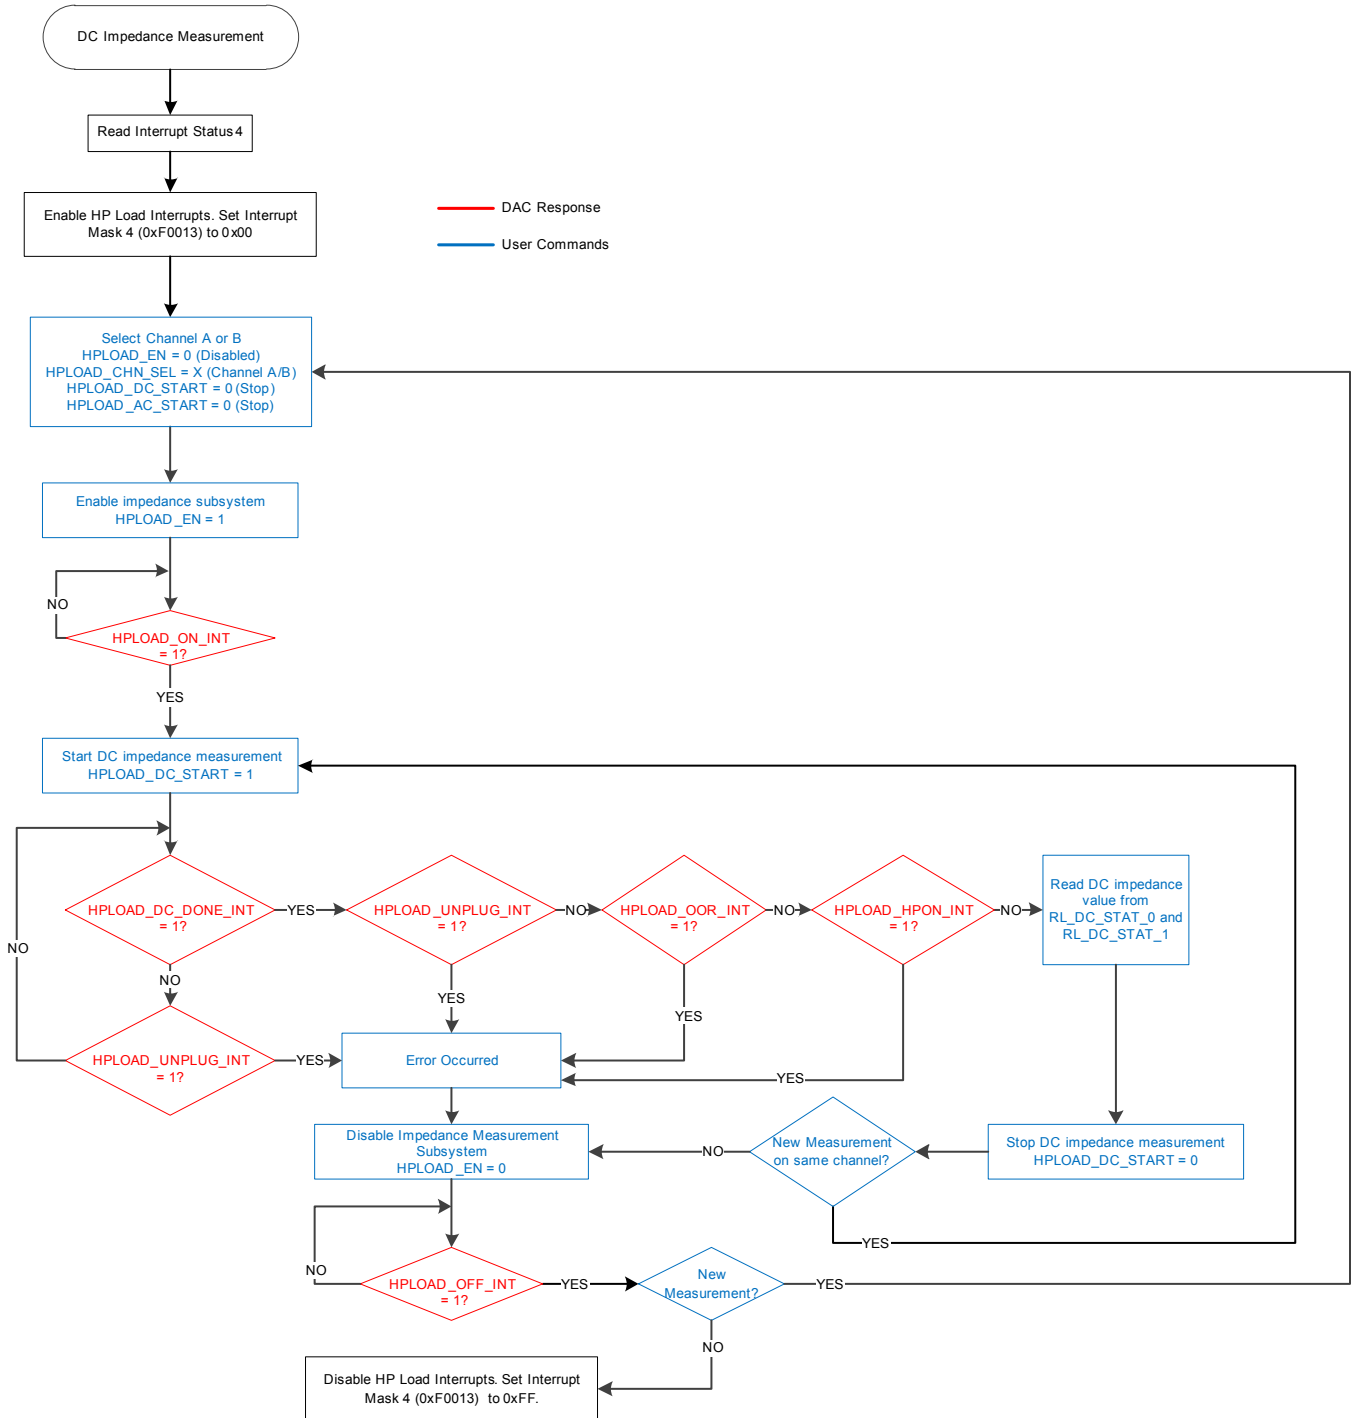 DC Impedance Measurement
Read Interrupt Status 4
Enable HP Load Interrupts. Set Interrupt
Mask 4 (0xF0013) to 0x00
DAC Response
User Commands
Select Channel A or B
HPLOAD_EN = 0 (Disabled)
HPLOAD_CHN_SEL = X (Channel A/B)
HPLOAD_DC_START = 0 (Stop)
HPLOAD_AC_START = 0 (Stop)
Enable impedance subsystem
HPLOAD_EN = 1
NO
HPLOAD_ON_INT
= 1?
YES
Start DC impedance measurement
HPLOAD_DC_START = 1
HPLOAD_DC_DONE_INT
= 1?
YES
HPLOAD_UNPLUG_INT
= 1?
NO
HPLOAD_OOR_INT
= 1?
NO
HPLOAD_HPON_INT
= 1?
NO
Read DC impedance
value from
RL_DC_STAT_0 and
RL_DC_STAT_1
NO
NO
YES
YES
HPLOAD_UNPLUG_INT
= 1?
YES
Error Occurred
YES
Disable Impedance Measurement
Subsystem
HPLOAD_EN = 0
NO
New Measurement
on same channel?
Stop DC impedance measurement
HPLOAD_DC_START = 0
YES
NO
HPLOAD_OFF_INT
= 1?
YES
New
Measurement?
YES
NO
Disable HP Load Interrupts. Set Interrupt
Mask 4 (0xF0013) to 0xFF.